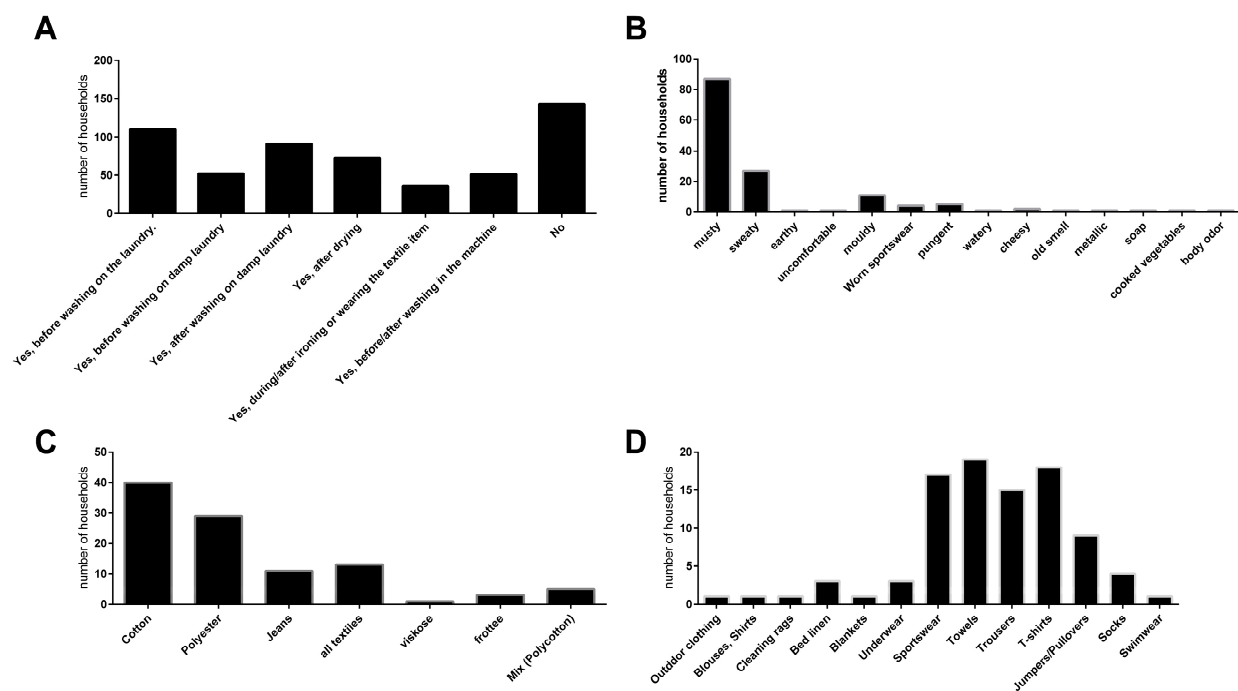 A
number of households
200
150
100
50
0
Yes, before washing on the laundry.
Yes, before washing on damp laundry
Yes, after washing on damp laundry
Yes, after drying
Yes, during/after ironing or wearing the textile item
Yes, before/after washing in the machine
No
B
number of households
100
80
60
40
20
0
musty
sweaty
earthy
uncomfortable
mouldy
Worn sportswear
pungent
watery
cheesy
old smell
metallic
soap
cooked vegetables
body odor
C
number of households
50
40
30
20
10
0
Cotton
Polyester
Jeans
all textiles
viskose
frottee
Mix (Polycotton)
D
number of households
20
15
10
5
0
Outddor clothing
Blouses, Shirts
Cleaning rags
Bed linen
Blankets
Underwear
Sportswear
Towels
Trousers
T-shirts
Jumpers/Pullovers
Socks
Swimwear